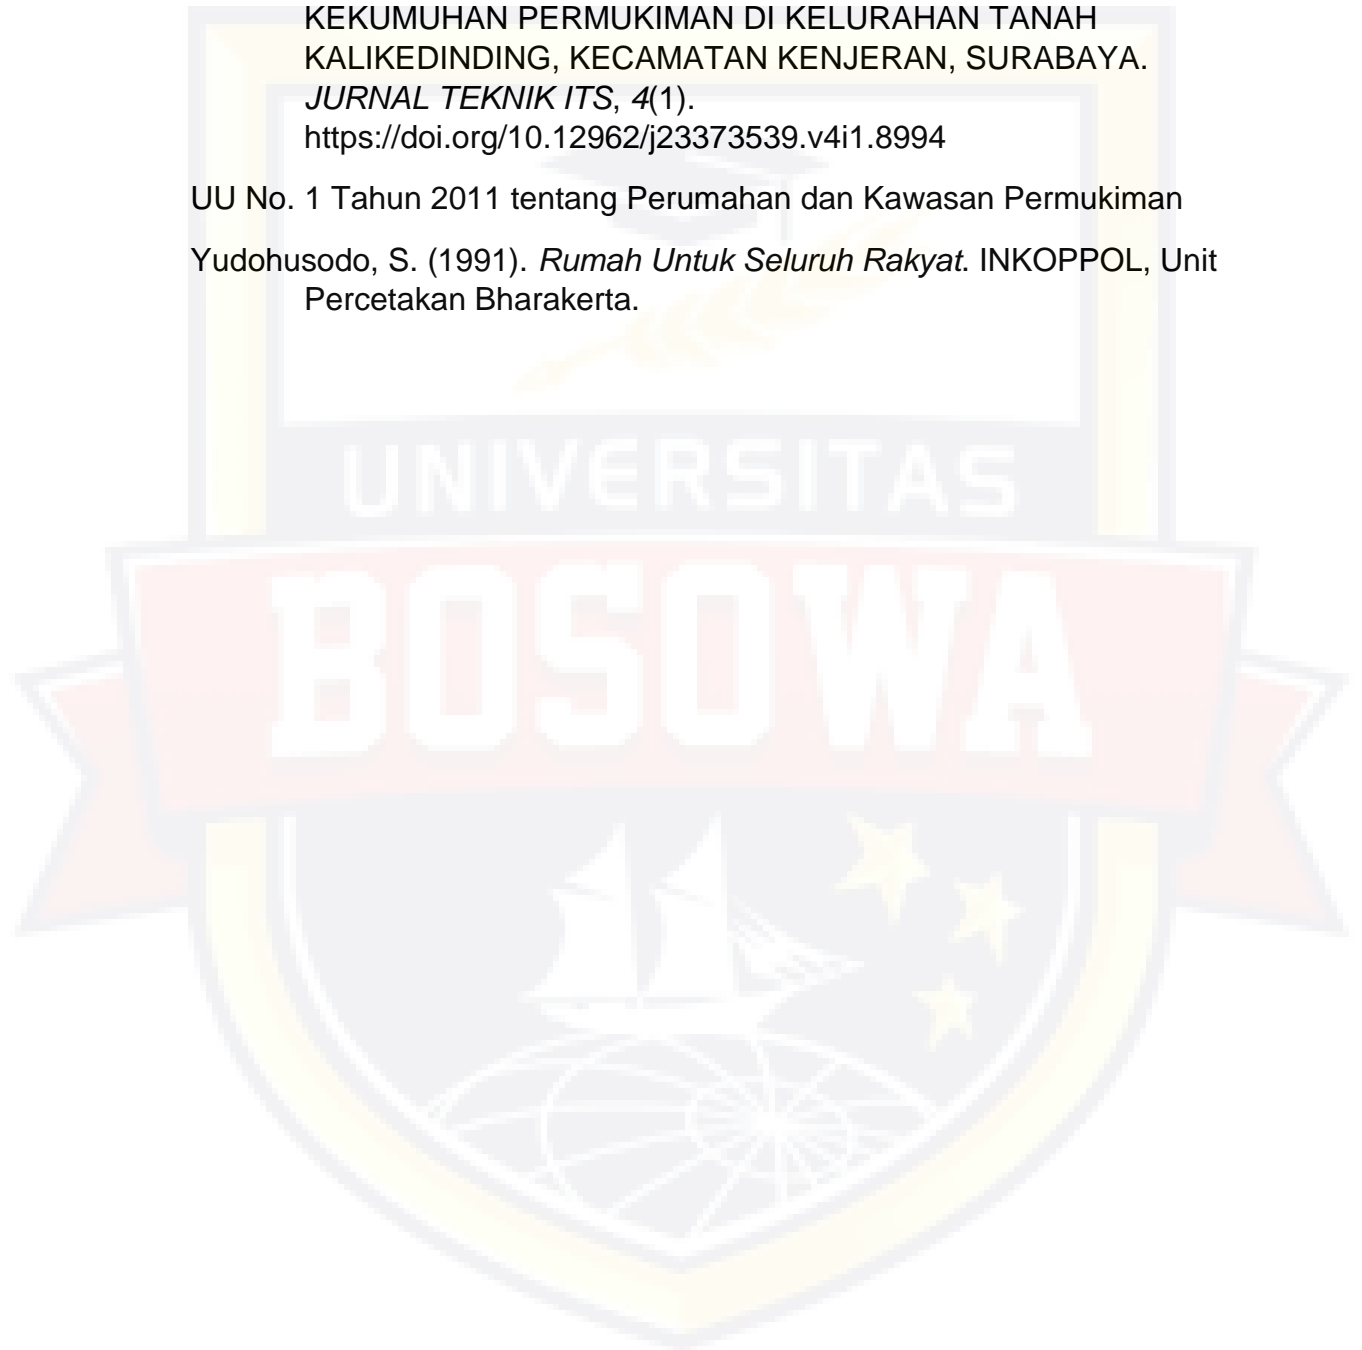 KEKUMUHAN PERMUKIMAN DI KELURAHAN TANAH
KALIKEDINDING, KECAMATAN KENJERAN, SURABAYA.
JURNAL TEKNIK ITS, 4(1).
https://doi.org/10.12962/j23373539.v4i1.8994
UU No. 1 Tahun 2011 tentang Perumahan dan Kawasan Permukiman
Yudohusodo, S. (1991). Rumah Untuk Seluruh Rakyat. INKOPPOL, Unit
Percetakan Bharakerta.
UNIVERSITAS
BOSOWA